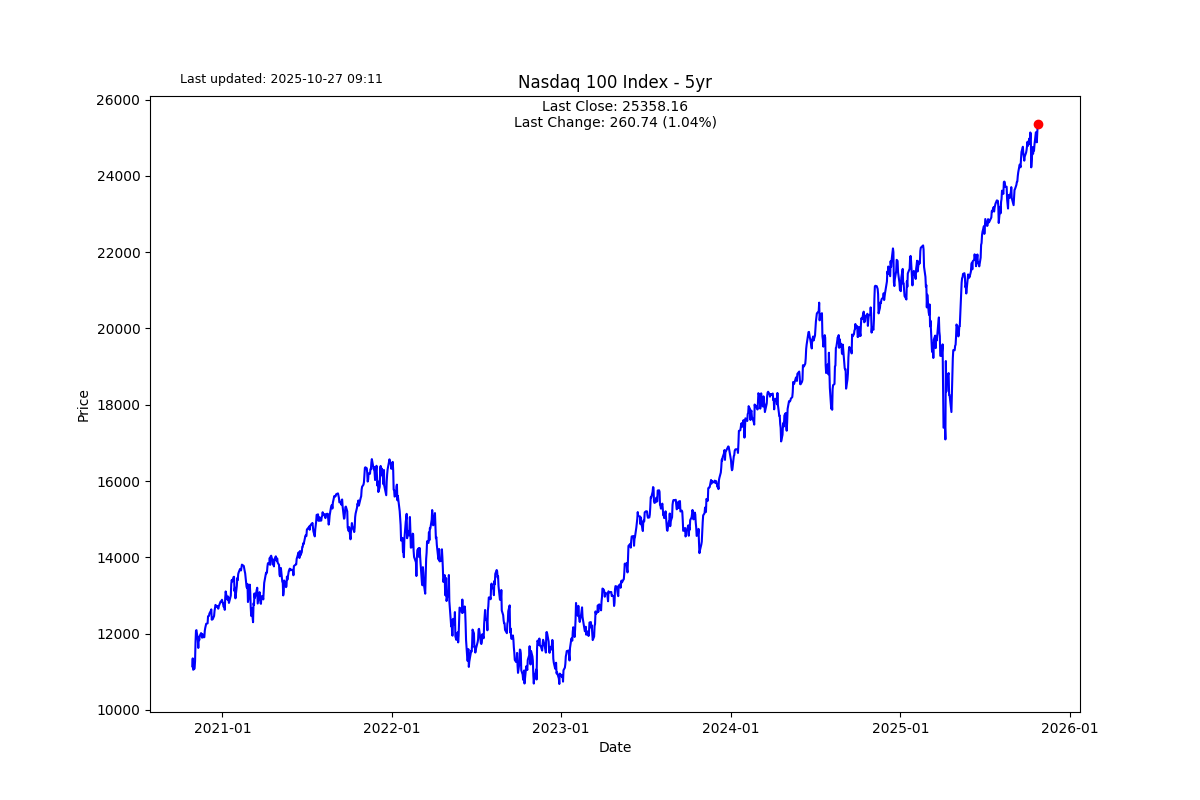 Last updated: 2025-10-27 09:11
Nasdaq 100 Index - 5yr
Last Close: 25358.16
Last Change: 260.74 (1.04%)
26000
24000
22000
20000
18000
16000
14000
12000
10000
Price
2021-01 2022-01 2023-01 2024-01 2025-01 2026-01
Date